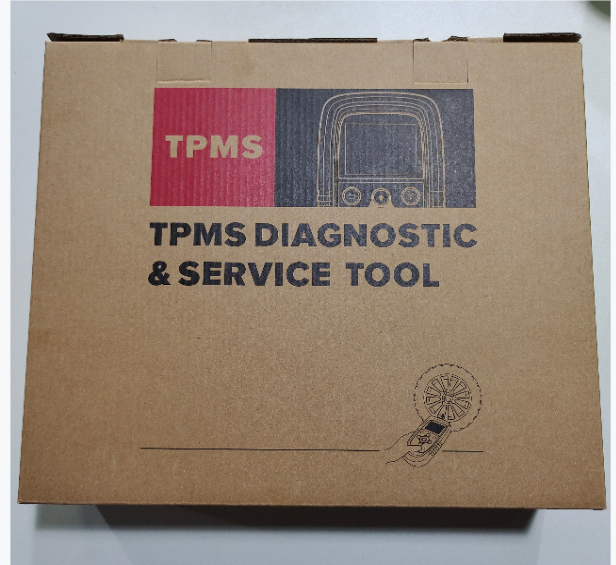 TPMS
TPMS DIAGNOSTIC
& SERVICE TOOL